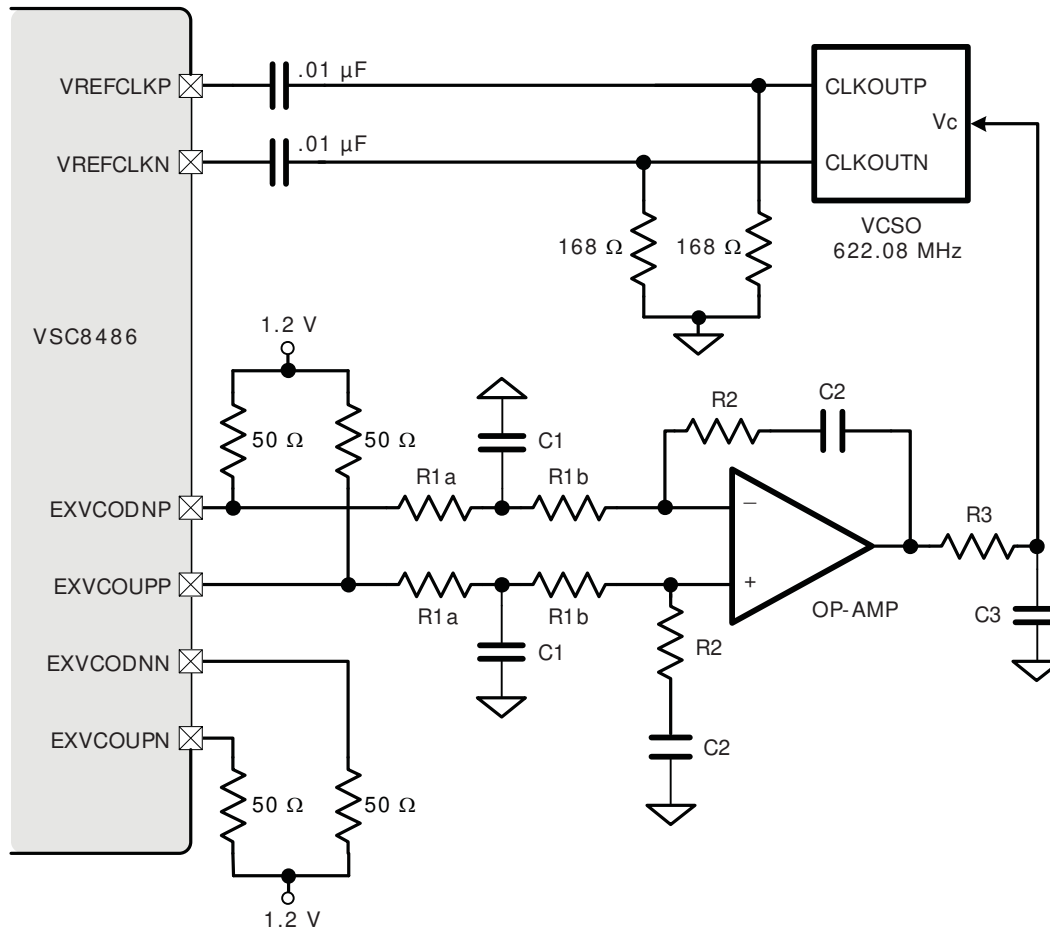 .01 µF
VREFCLKP
CLKOUTP
Vc
.01 µF
VREFCLKN
CLKOUTN
VCSO
622.08 MHz
168 Ω
168 Ω
VSC8486
1.2 V
50 Ω
50 Ω
C1
R2
C2
R1a
R1b
EXVCODNP
–
R3
EXVCOUPP
+
R1a
R1b
OP-AMP
C3
C1
R2
EXVCODNN
EXVCOUPN
C2
50 Ω
50 Ω
1.2 V